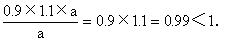 (0.9×1.1×a)/a = 0.9×1.1 = 0.99＜1.